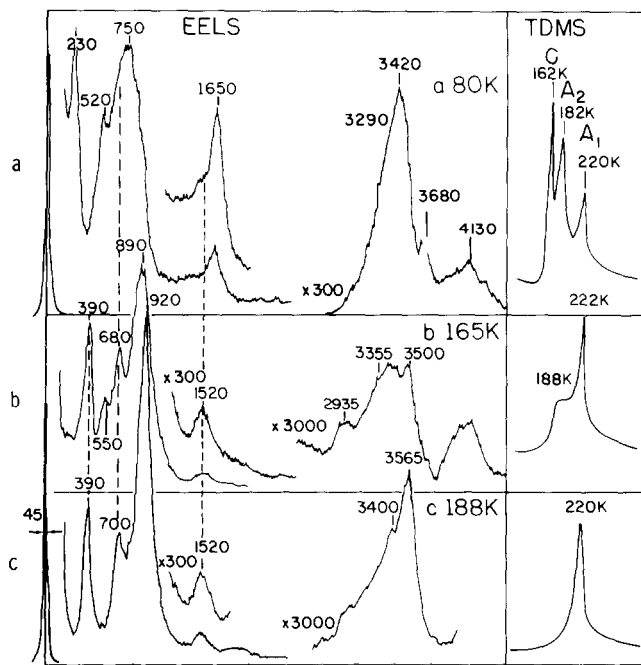 EELS
TDMS
230
750
520
1650
3420
a 80K
3290
3680
4130
x300
C
162K
A2
182K
A1
220K
a
890
920
390
680
550
x300
1520
b 165K
3355
3500
2935
x3000
222K
188K
b
390
45
700
x300
1520
c 188K
3565
3400
x3000
220K
c